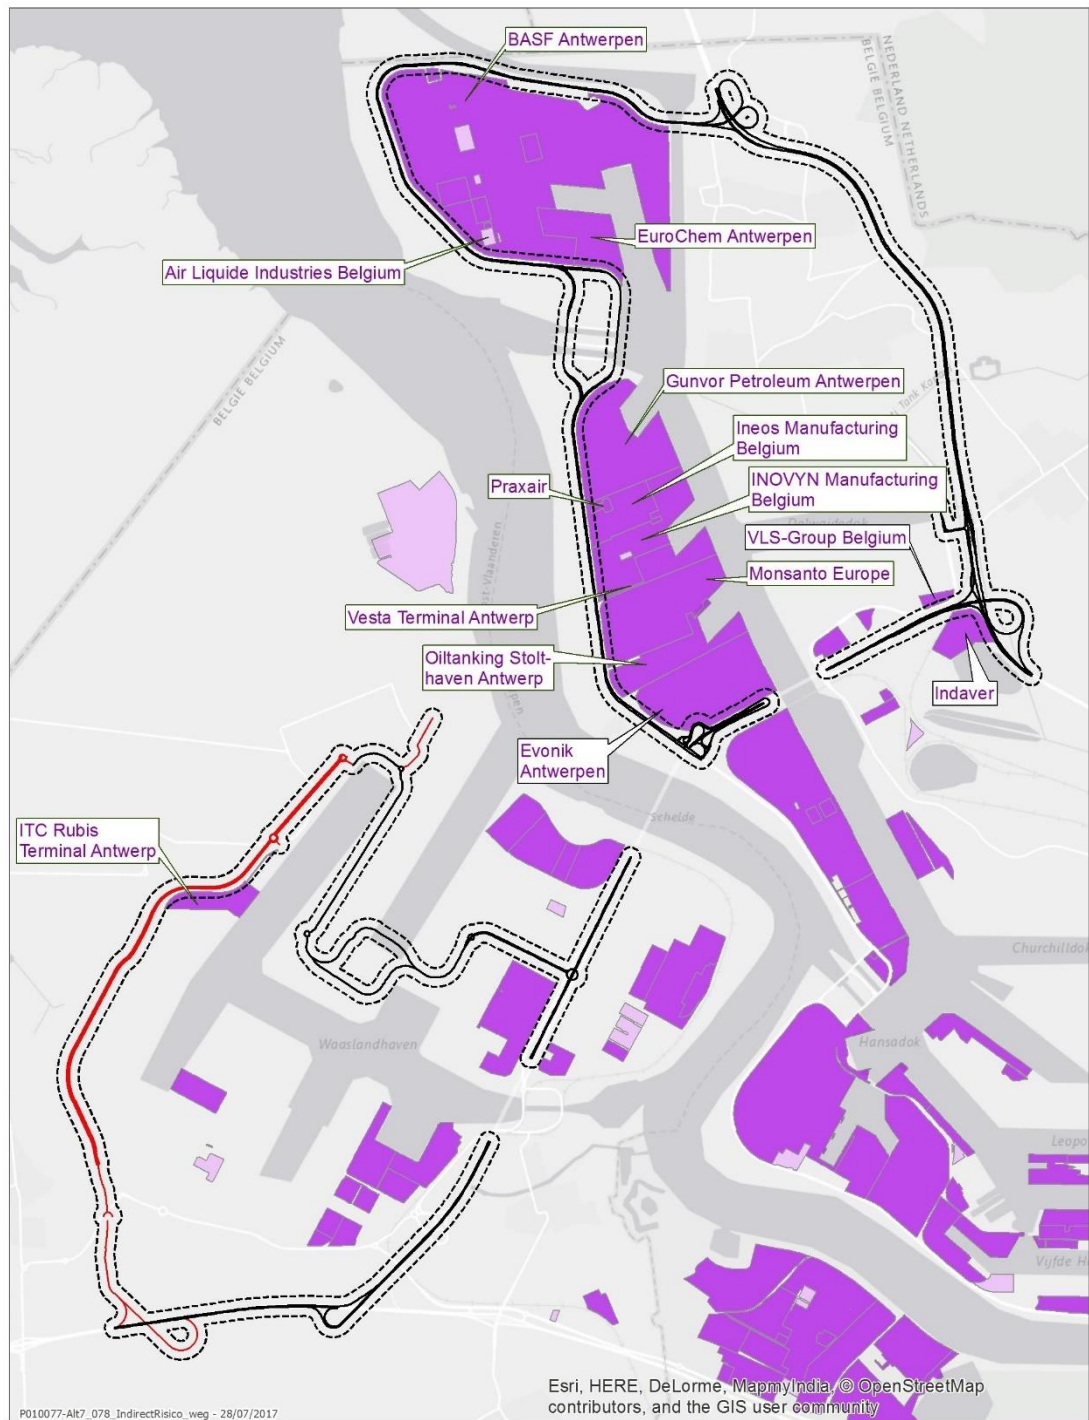 BASF Antwerpen
NEDERLAND NETHERLANDS
BELGIE BELGIUM
EuroChem Antwerpen
Air Liquide Industries Belgium
BELGIE BELGIUM
Gunvor Petroleum Antwerpen
Ineos Manufacturing
Belgium
Praxair
INOVYN Manufacturing
Belgium
VLS-Group Belgium
Monsanto Europe
Vesta Terminal Antwerp
Oiltanking Stolt-
haven Antwerp
Indaver
Evonik
Antwerpen
Schelde
ITC Rubis
Terminal Antwerp
Churchilldok
Waaslandhaven
Hansadok
Leopo
Vijfde H
Esri, HERE, DeLorme, MapmyIndia, © OpenStreetMap
contributors, and the GIS user community
P010077-Alt7_078_IndirectRisico_weg - 28/07/2017